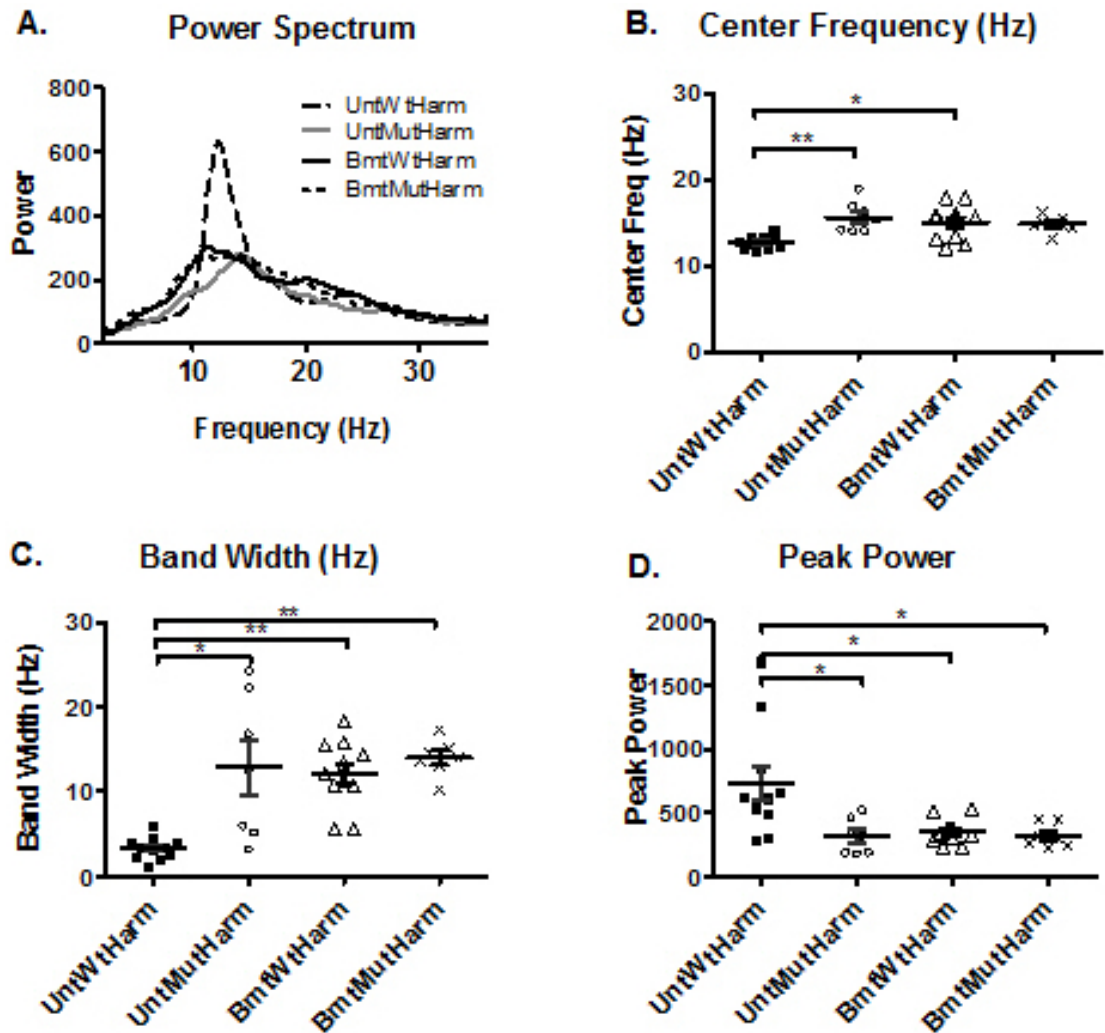 A.
Power Spectrum
800
600
400
200
0
Power
UntWtHarm
UntMutHarm
BmtWtHarm
BmtMutHarm
10
20
30
Frequency (Hz)
B.
Center Frequency (Hz)
30
20
10
0
Center Freq (Hz)
*
**
UntWtHarm
UntMutHarm
BmtWtHarm
BmtMutHarm
C.
Band Width (Hz)
30
20
10
0
Band Width (Hz)
**
**
*
UntWtHarm
UntMutHarm
BmtWtHarm
BmtMutHarm
D.
Peak Power
2000
1500
1000
500
0
Peak Power
*
*
*
UntWtHarm
UntMutHarm
BmtWtHarm
BmtMutHarm